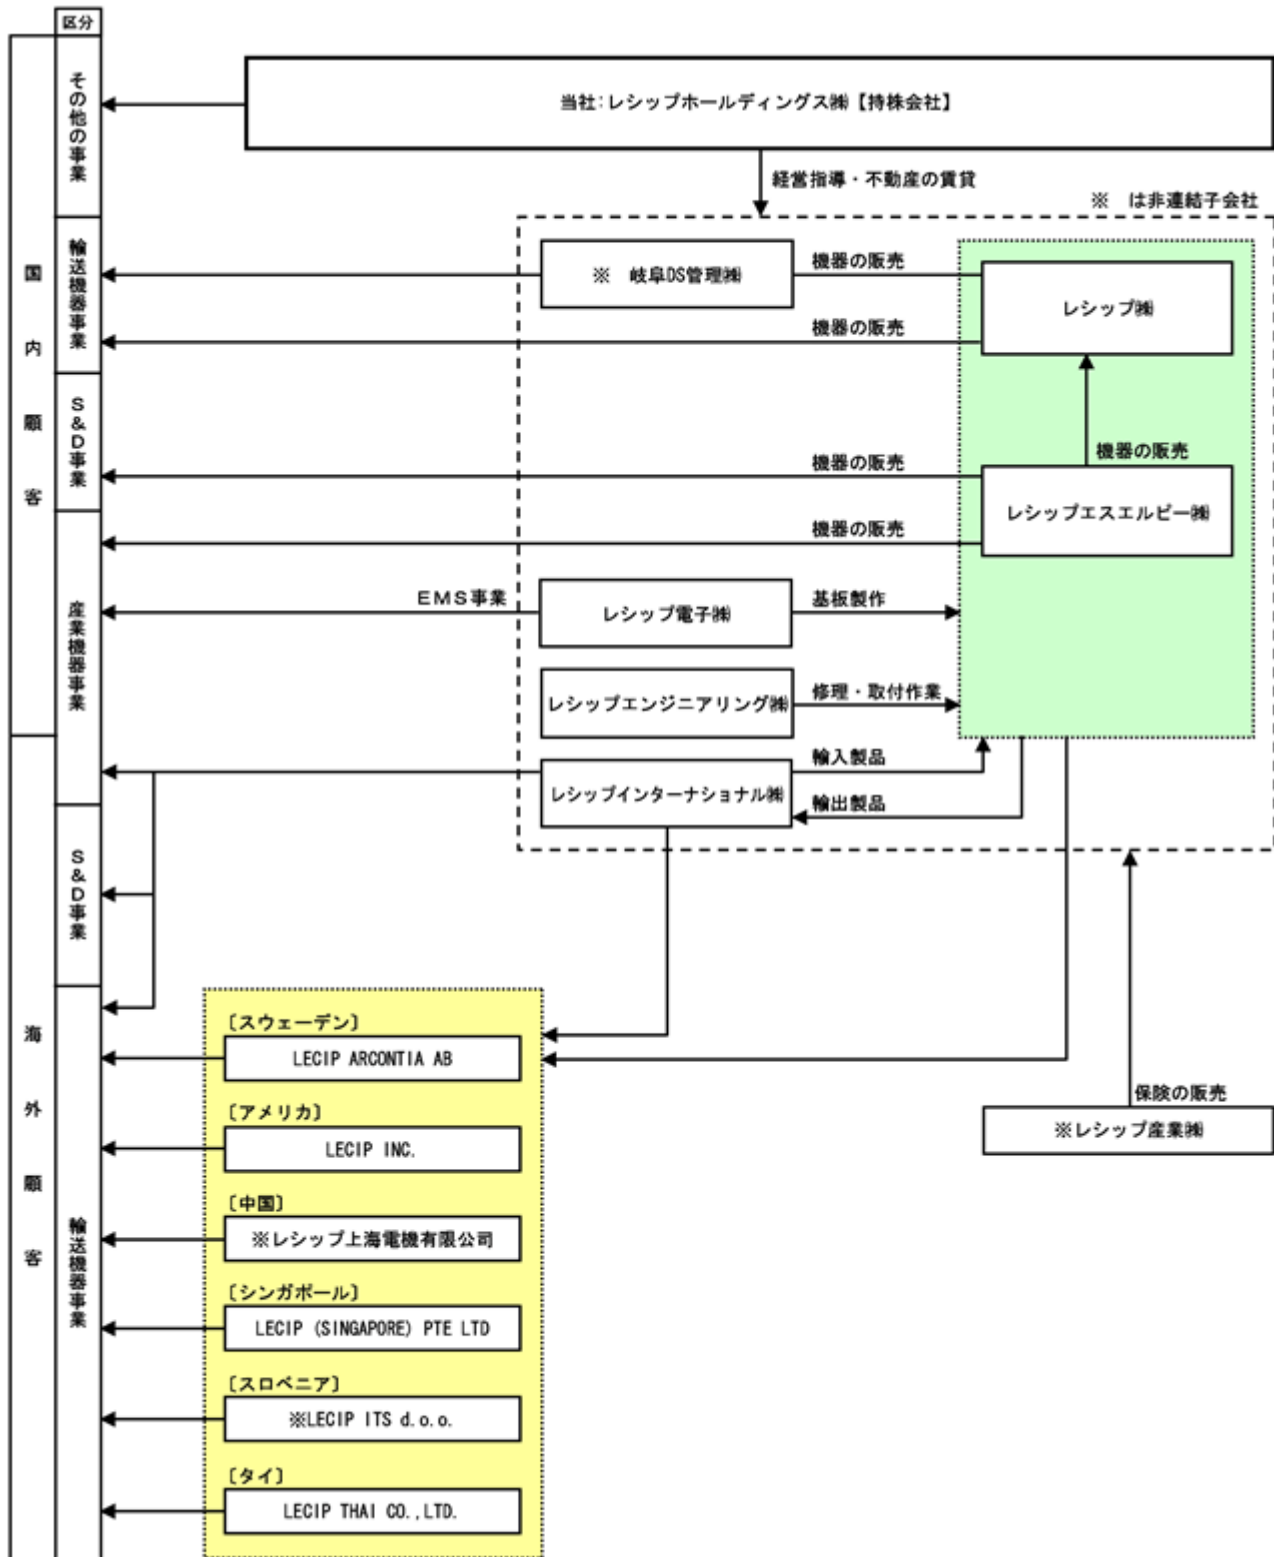 区分
国内顧客
その他の事業
当社：レシップホールディングス㈱【持株会社】
経営指導・不動産の賃貸
※　は非連結子会社
輸送機器事業
※　岐阜DS管理㈱
機器の販売
レシップ㈱
機器の販売
S＆D事業
機器の販売
機器の販売
レシップエスエルピー㈱
機器の販売
産業機器事業
EMS事業
レシップ電子㈱
基板製作
レシップエンジニアリング㈱
修理・取付作業
レシップインターナショナル㈱
輸入製品
輸出製品
S＆D事業
海外顧客
輸送機器事業
〔スウェーデン〕
LECIP ARCONTIA AB
〔アメリカ〕
LECIP INC.
〔中国〕
※レシップ上海電機有限公司
〔シンガポール〕
LECIP (SINGAPORE) PTE LTD
〔スロベニア〕
※LECIP ITS d.o.o.
〔タイ〕
LECIP THAI CO.,LTD.
保険の販売
※レシップ産業㈱